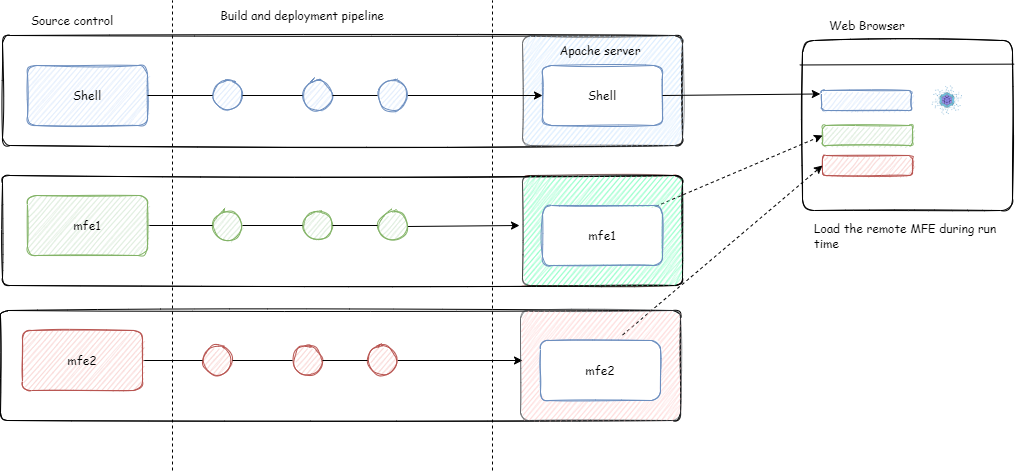 Source control
Build and deployment pipeline
Web Browser
Apache server
Shell
Shell
mfe1
mfe1
Load the remote MFE during run
time
mfe2
mfe2